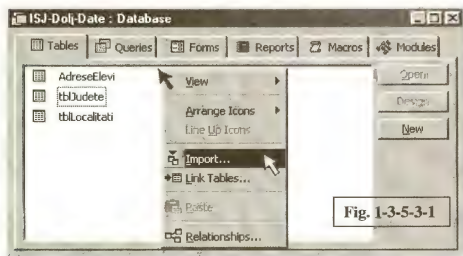 ISJ-Dolj-Date : Database
Tables Queries Forms Reports Macros Modules
AdreseElevi
tblJudete
tblLocalitati
View
Arrange Icons
Line Up Icons
Import...
Link Tables...
Paste
Relationships...
Open
Design
New
Fig. 1-3-5-3-1